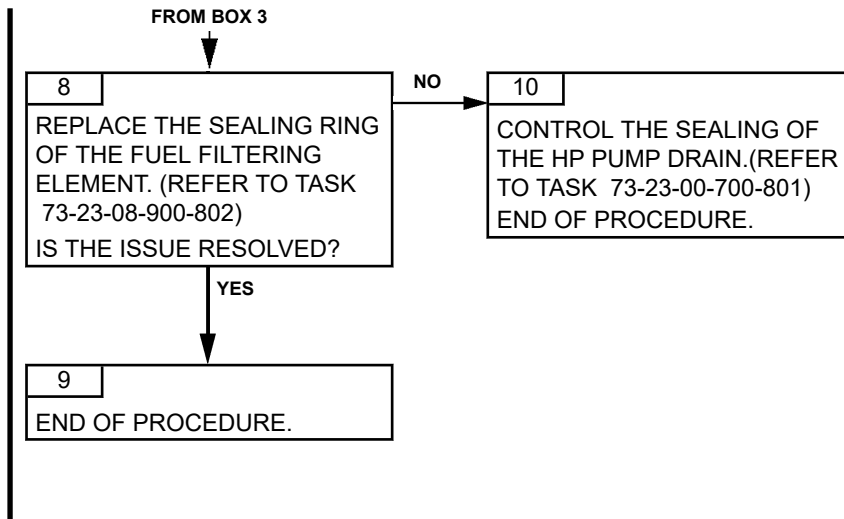 FROM BOX 3
8
REPLACE THE SEALING RING
OF THE FUEL FILTERING
ELEMENT. (REFER TO TASK
73-23-08-900-802)
IS THE ISSUE RESOLVED?
NO
10
CONTROL THE SEALING OF
THE HP PUMP DRAIN.(REFER
TO TASK 73-23-00-700-801)
END OF PROCEDURE.
YES
9
END OF PROCEDURE.